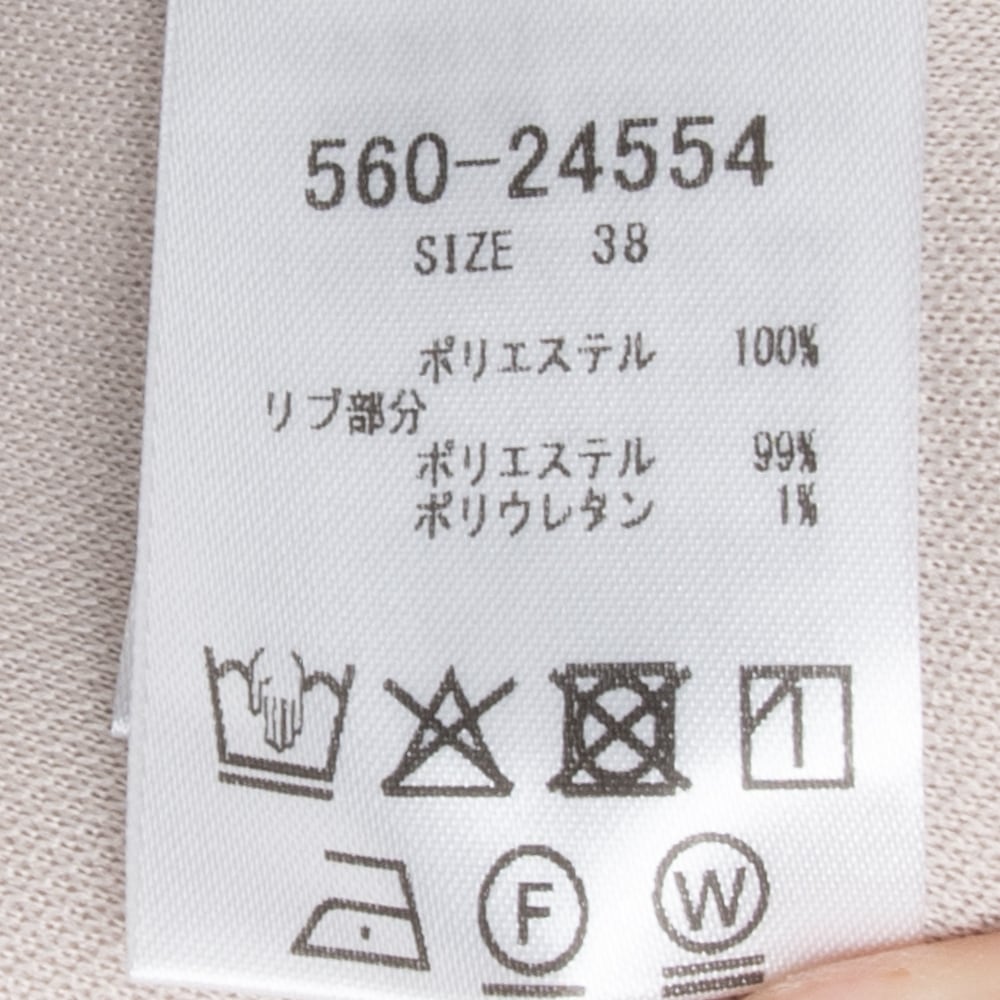 560-24554
SIZE 38
ポリエステル 100%
リブ部分
ポリエステル 99%
ポリウレタン 1%
F W